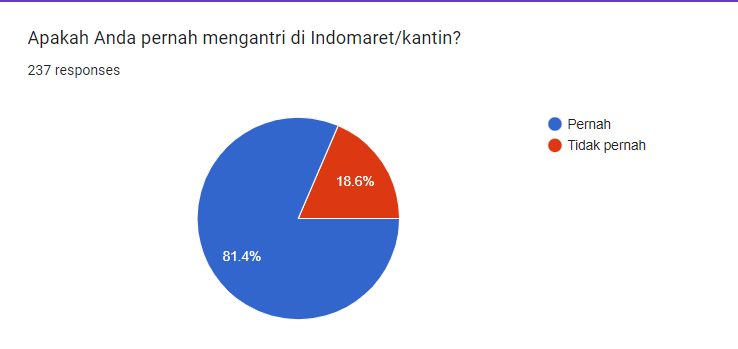 Apakah Anda pernah mengantri di Indomaret/kantin?
237 responses
Pernah
Tidak pernah
18.6%
81.4%